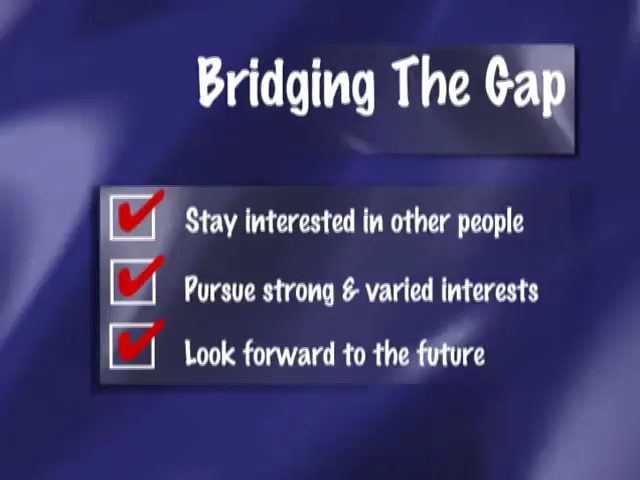 Bridging The Gap
Stay interested in other people
Pursue strong & varied interests
Look forward to the future